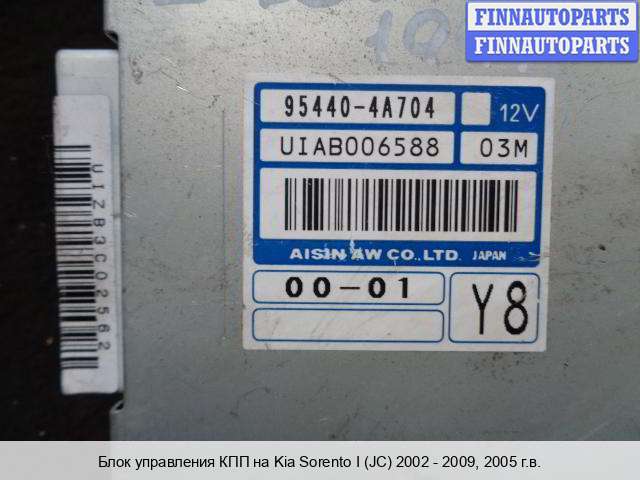 FINNAUTOPARTS
FINNAUTOPARTS
95440-4A704
12V
UIAB006588
03M
AISIN AW CO.,LTD. JAPAN
00-01
Y8
UIZB3C02562
Блок управления КПП на Kia Sorento I (JC) 2002 - 2009, 2005 г.в.